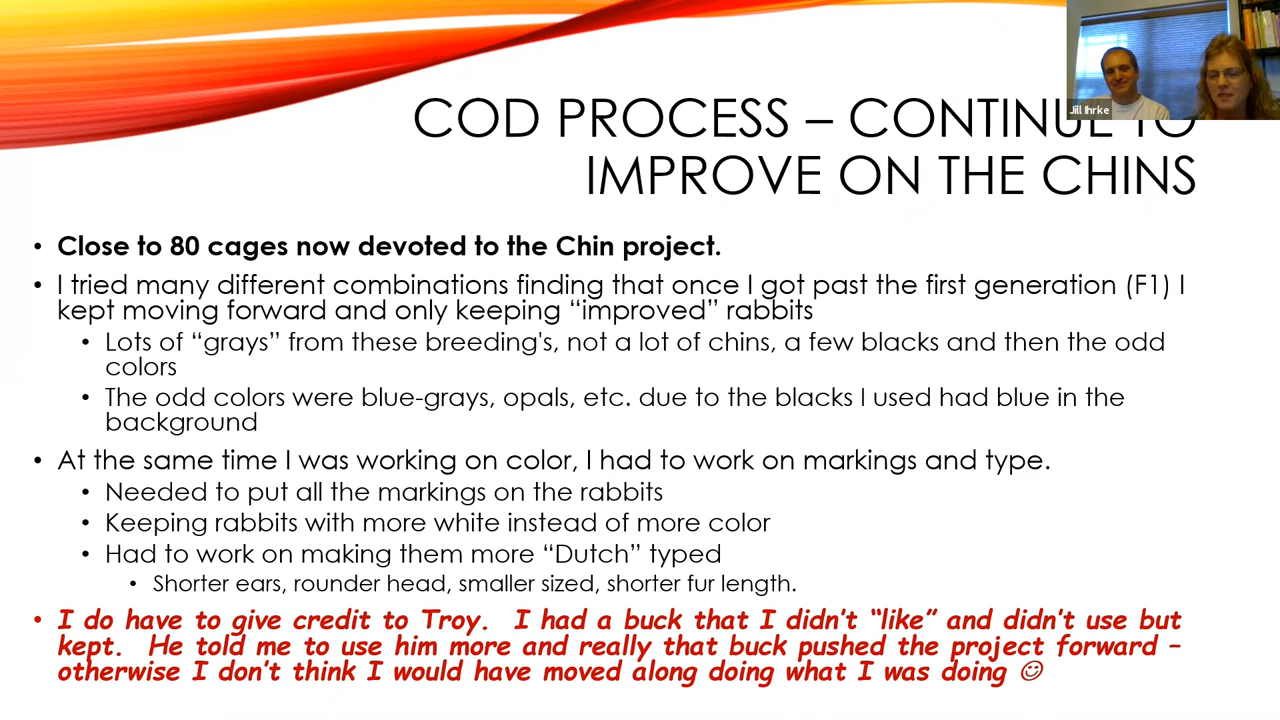 Jill Ihrke
COD PROCESS – CONTINUE TO
IMPROVE ON THE CHINS
• Close to 80 cages now devoted to the Chin project.
• I tried many different combinations finding that once I got past the first generation (F1) I
kept moving forward and only keeping “improved” rabbits
• Lots of “grays” from these breeding's, not a lot of chins, a few blacks and then the odd
colors
• The odd colors were blue-grays, opals, etc. due to the blacks I used had blue in the
background
• At the same time I was working on color, I had to work on markings and type.
• Needed to put all the markings on the rabbits
• Keeping rabbits with more white instead of more color
• Had to work on making them more “Dutch” typed
• Shorter ears, rounder head, smaller sized, shorter fur length.
• I do have to give credit to Troy.  I had a buck that I didn't “like” and didn't use but
kept.  He told me to use him more and really that buck pushed the project forward –
otherwise I don't think I would have moved along doing what I was doing ☺